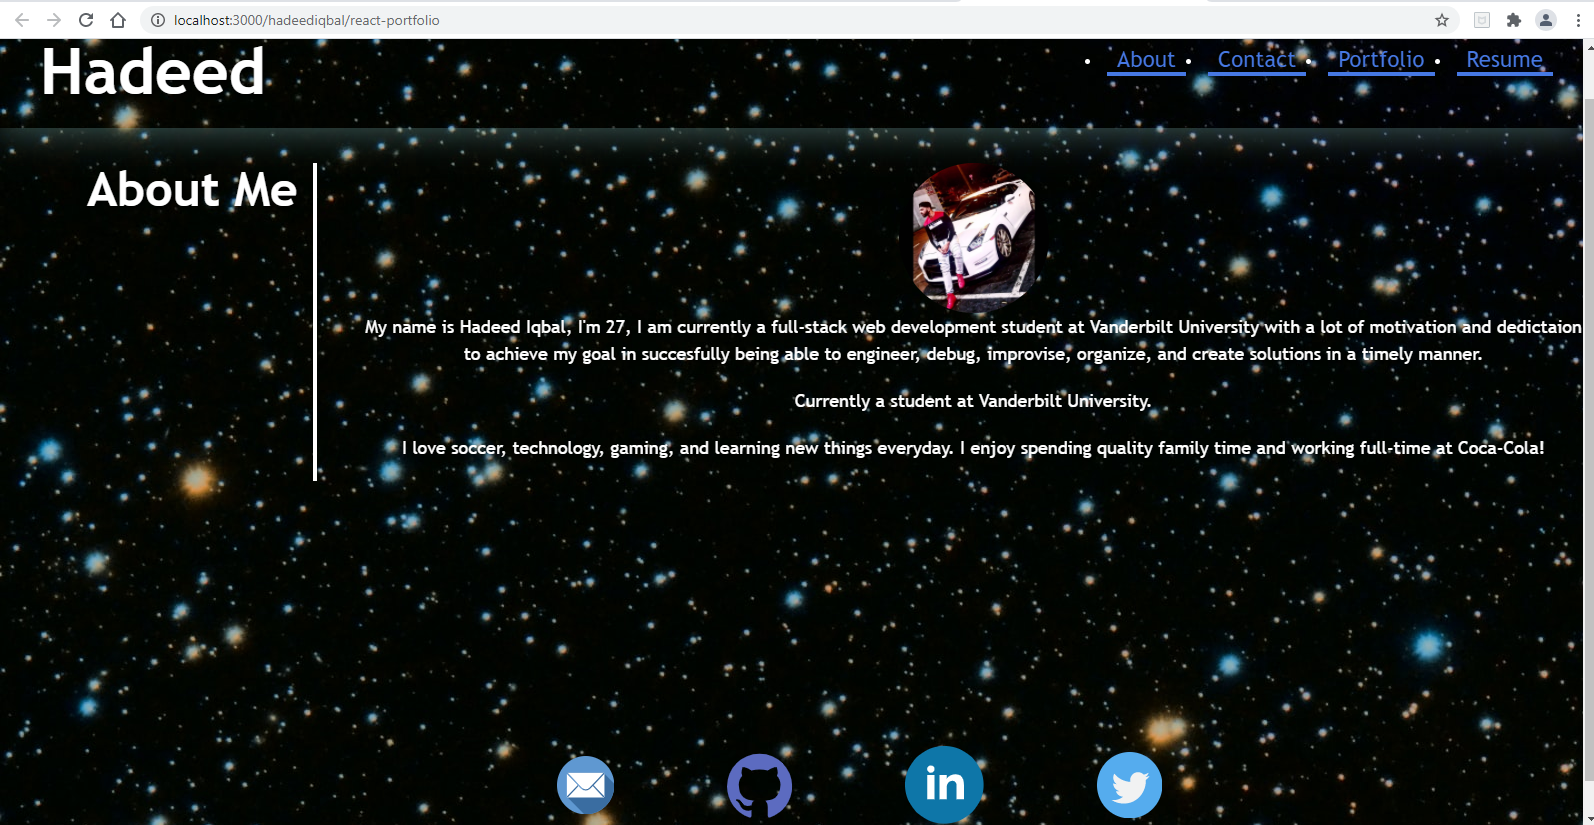 localhost:3000/hadeediqbal/react-portfolio
Hadeed
• About • Contact • Portfolio • Resume
About Me
My name is Hadeed Iqbal, I'm 27, I am currently a full-stack web development student at Vanderbilt University with a lot of motivation and dedictaion
to achieve my goal in succesfully being able to engineer, debug, improvise, organize, and create solutions in a timely manner.
Currently a student at Vanderbilt University.
I love soccer, technology, gaming, and learning new things everyday. I enjoy spending quality family time and working full-time at Coca-Cola!
in